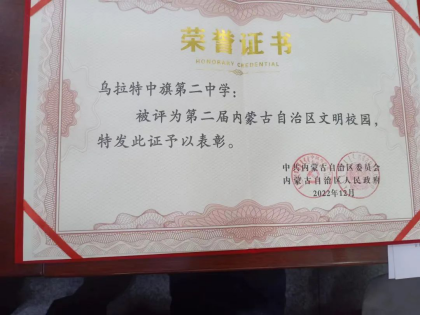 荣誉证书
HONORARY CREDENTIAL
乌拉特中旗第二中学：
被评为第二届内蒙古自治区文明校园，
特发此证予以表彰。
中共内蒙古自治区委员会
内蒙古自治区人民政府
2022年12月